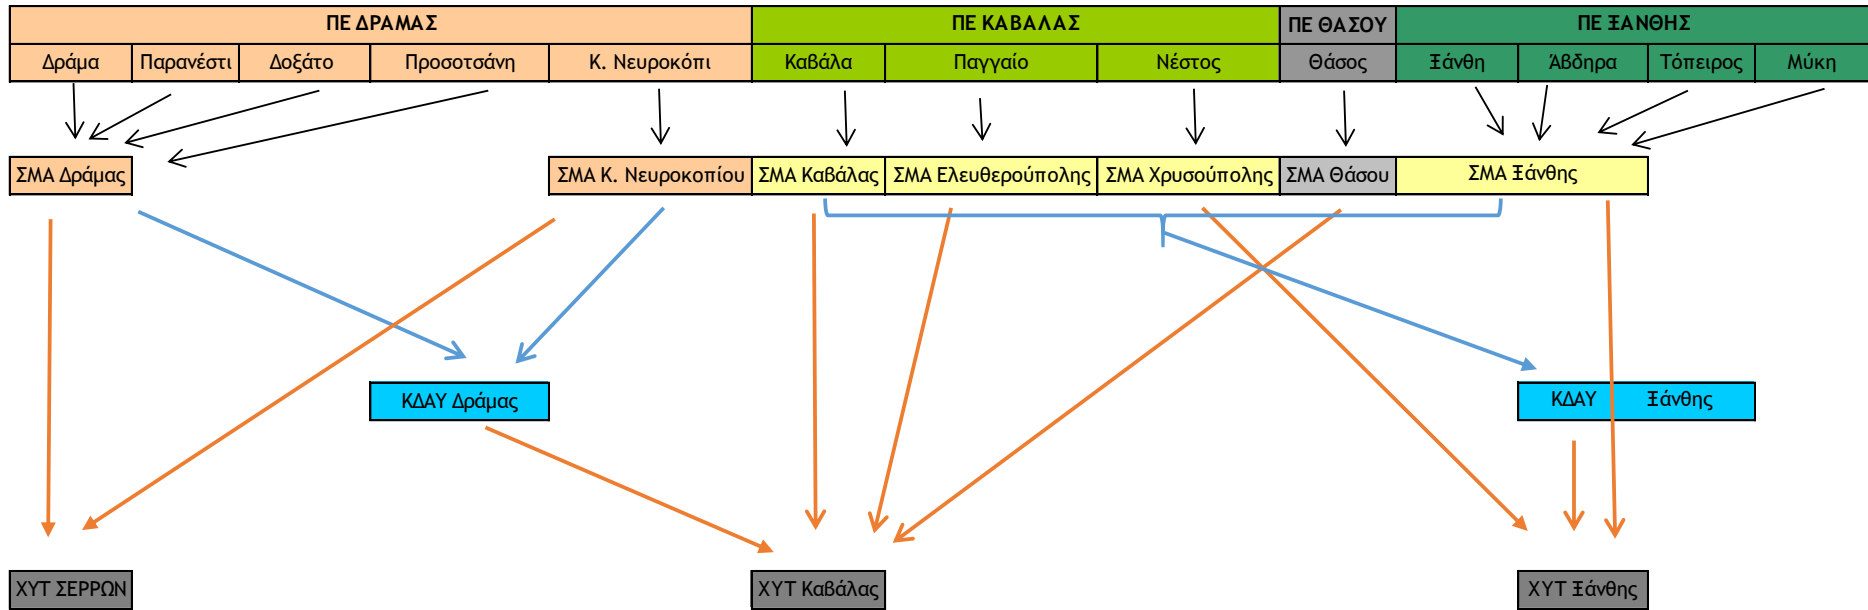 ΠΕ ΔΡΑΜΑΣ ΠΕ ΚΑΒΑΛΑΣ ΠΕ ΘΑΣΟΥ ΠΕ ΞΑΝΘΗΣ
Δράμα Παρανέστι Δοξάτο Προσοτσάνη Κ. Νευροκόπι Καβάλα Παγγαίο Νέστος Θάσος Ξάνθη Άβδηρα Τόπειρος Μύκη
ΣΜΑ Δράμας ΣΜΑ Κ. Νευροκοπίου ΣΜΑ Καβάλας ΣΜΑ Ελευθερούπολης ΣΜΑ Χρυσούπολης ΣΜΑ Θάσου ΣΜΑ Ξάνθης
ΚΔΑΥ Δράμας ΚΔΑΥ Ξάνθης
ΧΥΤ ΣΕΡΡΩΝ ΧΥΤ Καβάλας ΧΥΤ Ξάνθης